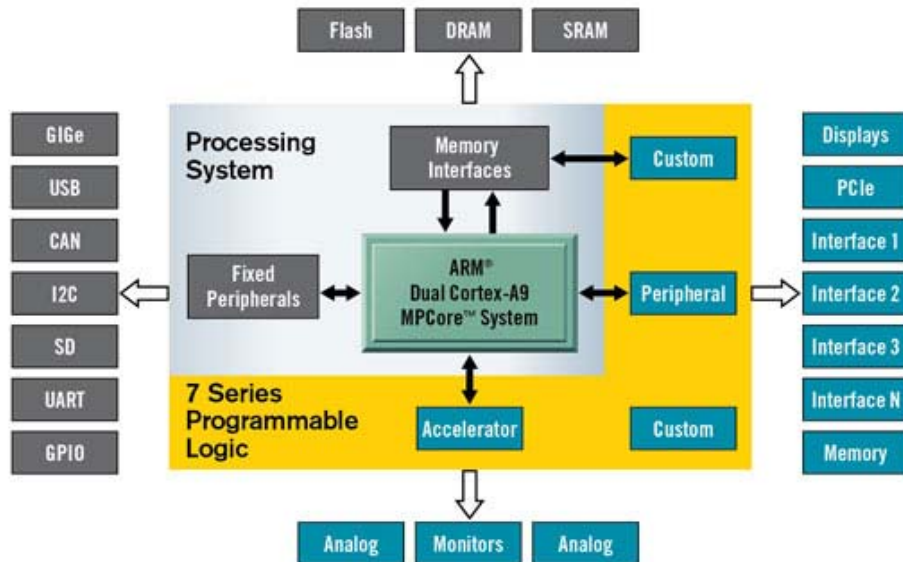 Flash
DRAM
SRAM
GIGe
USB
CAN
I2C
SD
UART
GPIO
Processing
System
Memory
Interfaces
Custom
Fixed
Peripherals
ARM®
Dual Cortex-A9
MPCore™ System
Peripheral
7 Series
Programmable
Logic
Accelerator
Custom
Displays
PCIe
Interface 1
Interface 2
Interface 3
Interface N
Memory
Analog
Monitors
Analog